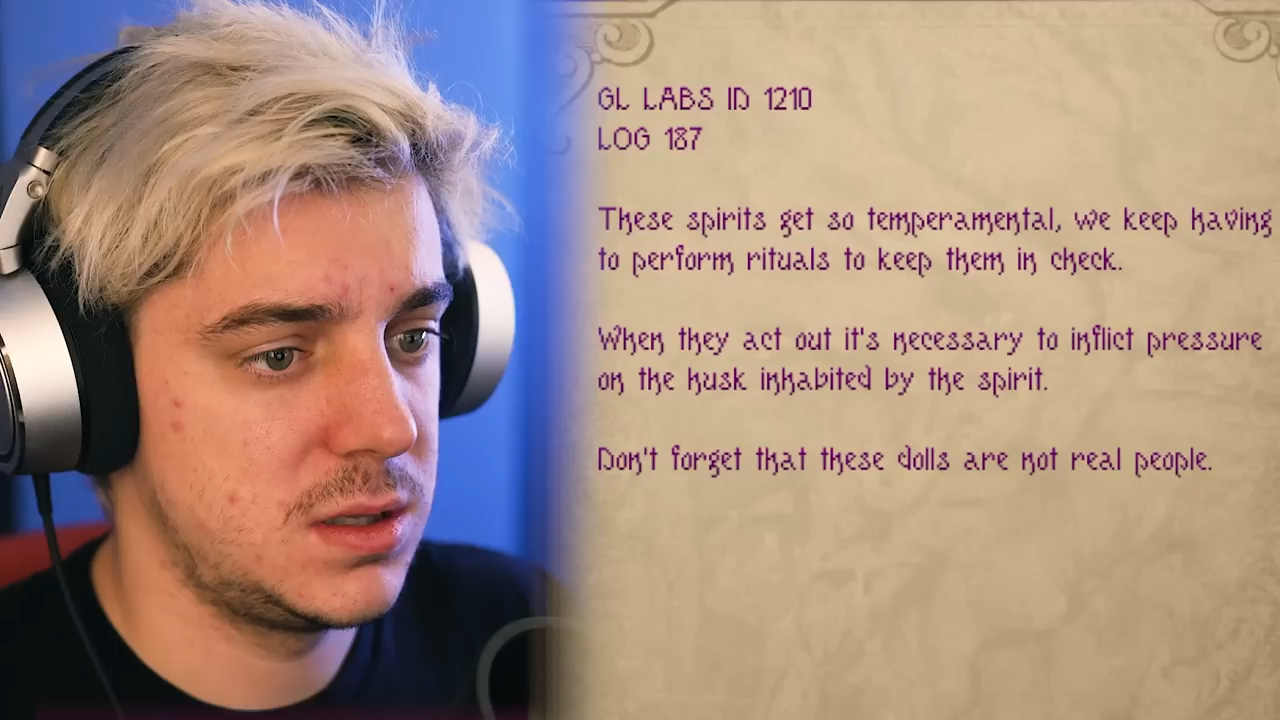 GL LABS ID 1210
LOG 187
These spirits get so temperamental, we keep having
to perform rituals to keep them in check.
When they act out it's necessary to inflict pressure
on the husk inhabited by the spirit.
Don't forget that these dolls are not real people.